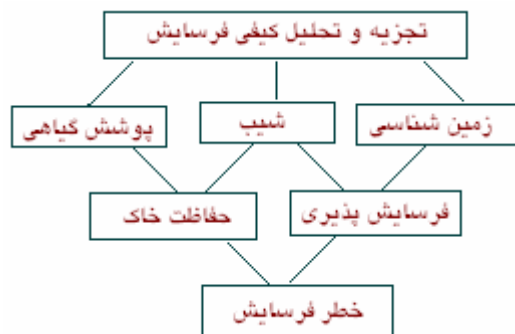 تجزیه و تحلیل کیفی فرسایش
زمین شناسی
شیب
پوشش گیاهی
فرسایش پذیری
حفاظت خاک
خطر فرسایش